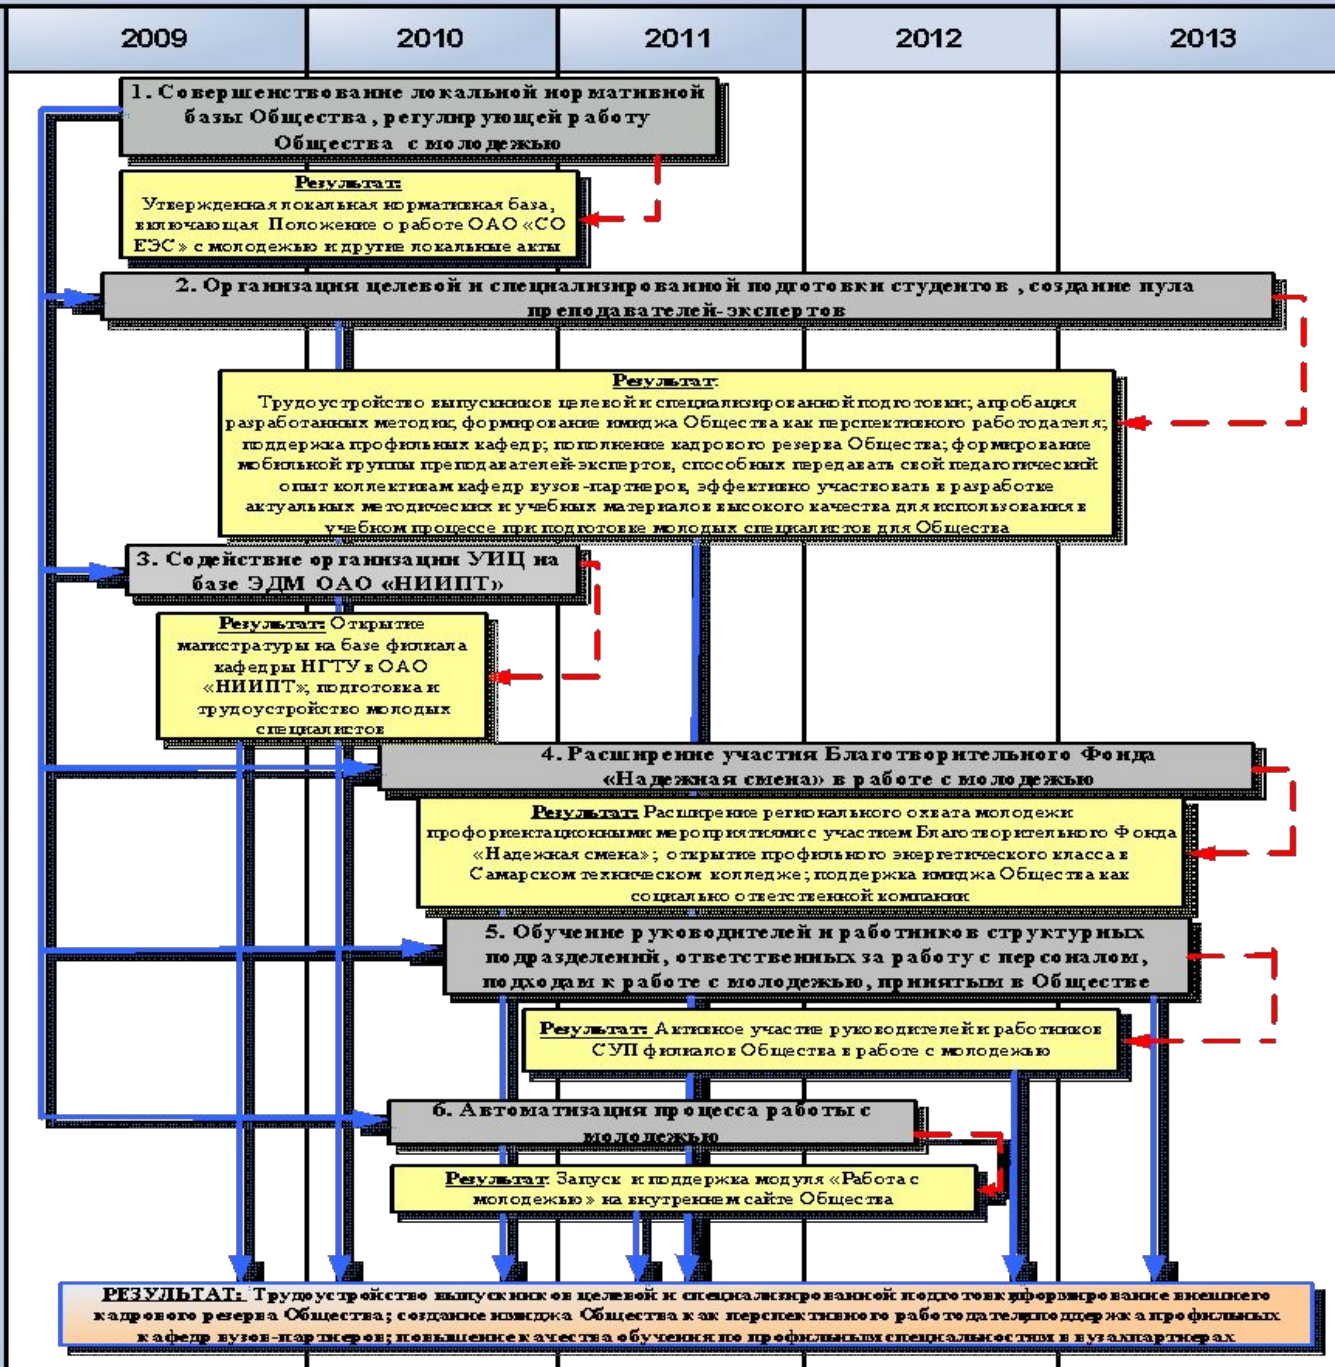 2009 2010 2011 2012 2013
1. Совершенствование локальной нормативной
базы Общества, регулирующей работу
Общества с молодежью
Результат:
Утвержденная локальная нормативная база,
включающая Положение о работе ОАО «СО
ЕЭС» с молодежью и другие локальные акты
2. Организация целевой и специализированной подготовки студентов , создание пула
преподавателей-экспертов
Результат:
Трудоустройство выпускников целевой и специализированной подготовки; апробация
разработанных методик; формирование имиджа Общества как перспективного работодателя;
поддержка профильных кафедр; пополнение кадрового резерва Общества; формирование
мобильной группы преподавателей-экспертов, способных передавать свой педагогический
опыт коллективам кафедр вузов-партнеров, эффективно участвовать в разработке
актуальных методических и учебных материалов высокого качества для использования в
учебном процессе при подготовке молодых специалистов для Общества
3. Содействие организации УИЦ на
базе ЭДМ ОАО «НИИПТ»
Результат: Открытие
магистратуры на базе филиала
кафедры НГТУ в ОАО
«НИИПТ»; подготовка и
трудоустройство молодых
специалистов
4. Расширение участия Благотворительного Фонда
«Надежная смена» в работе с молодежью
Результат: Расширение регионального охвата молодежи
профориентационными мероприятиями с участием Благотворительного Фонда
«Надежная смена»; открытие профильного энергетического класса в
Самарском техническом колледже; поддержка имиджа Общества как
социально ответственной компании
5. Обучение руководителей и работников структурных
подразделений, ответственных за работу с персоналом,
подходам к работе с молодежью, принятым в Обществе
Результат: Активное участие руководителей и работников
СУП филиалов Общества в работе с молодежью
6. Автоматизация процесса работы с
молодежью
Результат: Запуск и поддержка модуля «Работа с
молодежью» на внутреннем сайте Общества
РЕЗУЛЬТАТ: Трудоустройство выпускников целевой и специализированной подготовки;формирование внешнего
кадрового резерва Общества; создание имиджа Общества как перспективного работодателя;поддержка профильных
кафедр вузов-партнеров; повышение качества обучения по профильным специальностям в вузахпартнерах